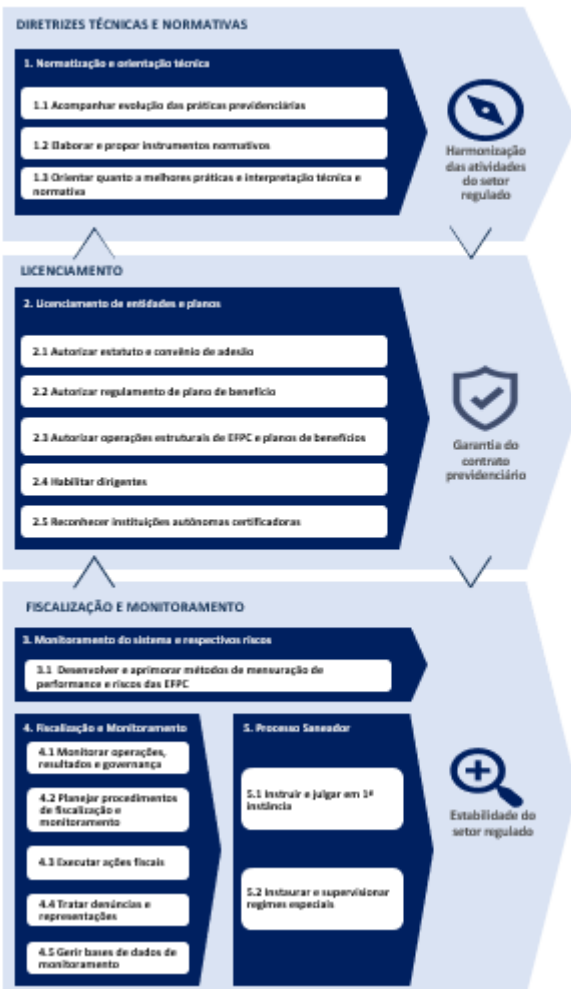 DIRETRIZES TÉCNICAS E NORMATIVAS
1. Normatização e orientação técnica
1.1 Acompanhar evolução das práticas previdenciárias
1.2 Elaborar e propor instrumentos normativos
1.3 Orientar quanto a melhores práticas e interpretação técnica e
normativa
Harmonização
das atividades
do setor
regulado
LICENCIAMENTO
2. Licenciamento de entidades e planos
2.1 Autorizar estatuto e convênio de adesão
2.2 Autorizar regulamento de plano de benefício
2.3 Autorizar operações estruturais de EFPC e planos de benefícios
2.4 Habilitar dirigentes
2.5 Reconhecer instituições autônomas certificadoras
Garantia do
contrato
previdenciário
FISCALIZAÇÃO E MONITORAMENTO
3. Monitoramento do sistema e respectivos riscos
3.1 Desenvolver e aprimorar métodos de mensuração de
performance e riscos das EFPC
4. Fiscalização e Monitoramento
4.1 Monitorar operações,
resultados e governança
4.2 Planejar procedimentos
de fiscalização e
monitoramento
4.3 Executar ações fiscais
4.4 Tratar denúncias e
representações
4.5 Gerir bases de dados de
monitoramento
5. Processo Saneador
5.1 Instruir e julgar em 1ª
instância
5.2 Instaurar e supervisionar
regimes especiais
Estabilidade do
setor regulado